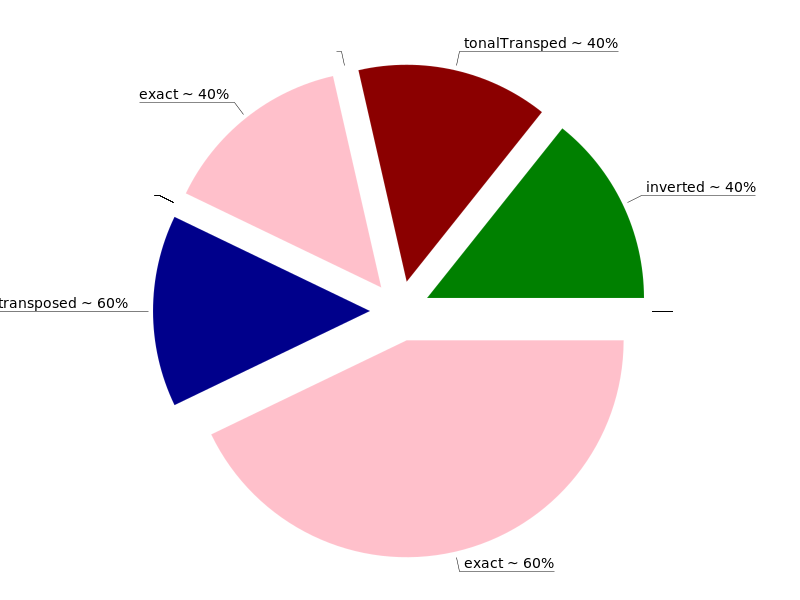 tonalTransped ~ 40%
exact ~ 40%
inverted ~ 40%
transposed ~ 60%
exact ~ 60%